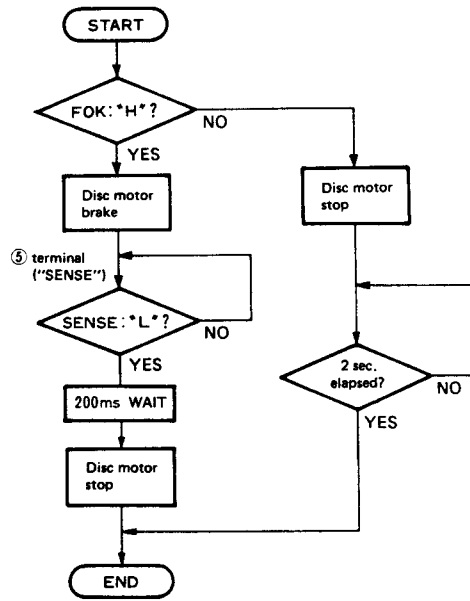 START
FOK: "H"?
NO
YES
Disc motor
brake
Disc motor
stop
⑤ terminal
("SENSE")
SENSE: "L"?
NO
YES
2 sec.
elapsed?
NO
YES
200ms WAIT
Disc motor
stop
END